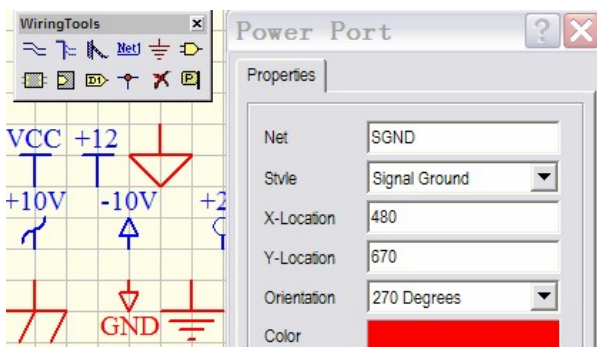 WiringTools
Net1
D1
P
VCC +12
+10V -10V +2
GND
Power Port
Properties
Net SGND
Style Signal Ground
X-Location 480
Y-Location 670
Orientation 270 Degrees
Color